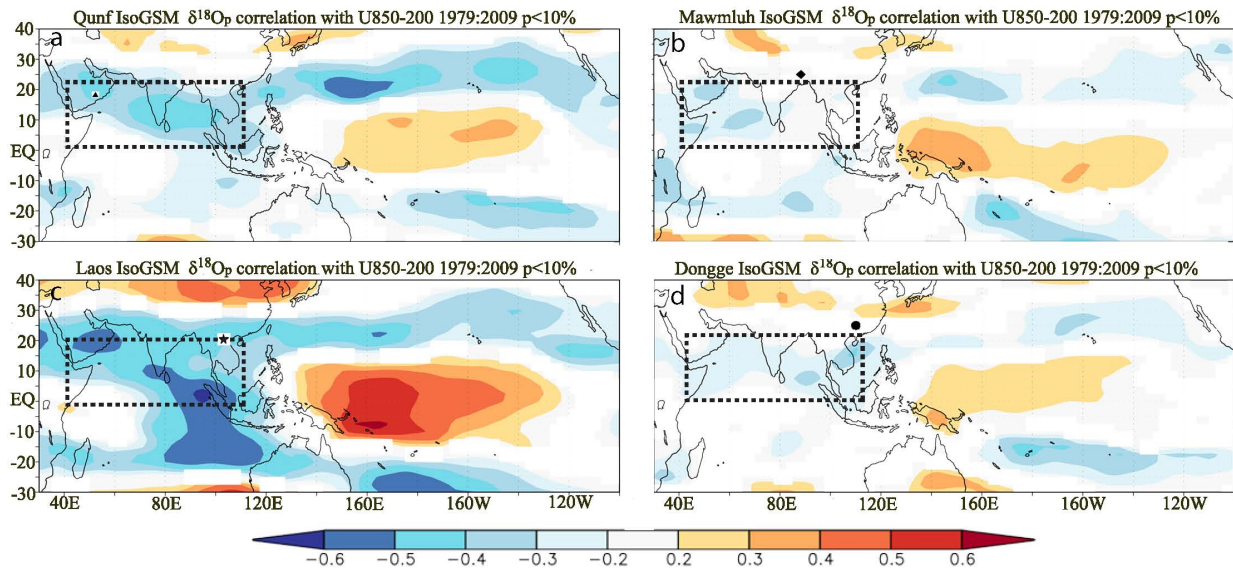 Qunf IsoGSM δ18Op correlation with U850-200 1979:2009 p<10%
a
40
30
20
10
EQ
-10
-20
-30
Mawmluh IsoGSM δ18Op correlation with U850-200 1979:2009 p<10%
b
Laos IsoGSM δ18Op correlation with U850-200 1979:2009 p<10%
c
40
30
20
10
EQ
-10
-20
-30
40E 80E 120E 160E 160W 120W
Dongge IsoGSM δ18Op correlation with U850-200 1979:2009 p<10%
d
40E 80E 120E 160E 160W 120W
-0.6 -0.5 -0.4 -0.3 -0.2 0.2 0.3 0.4 0.5 0.6